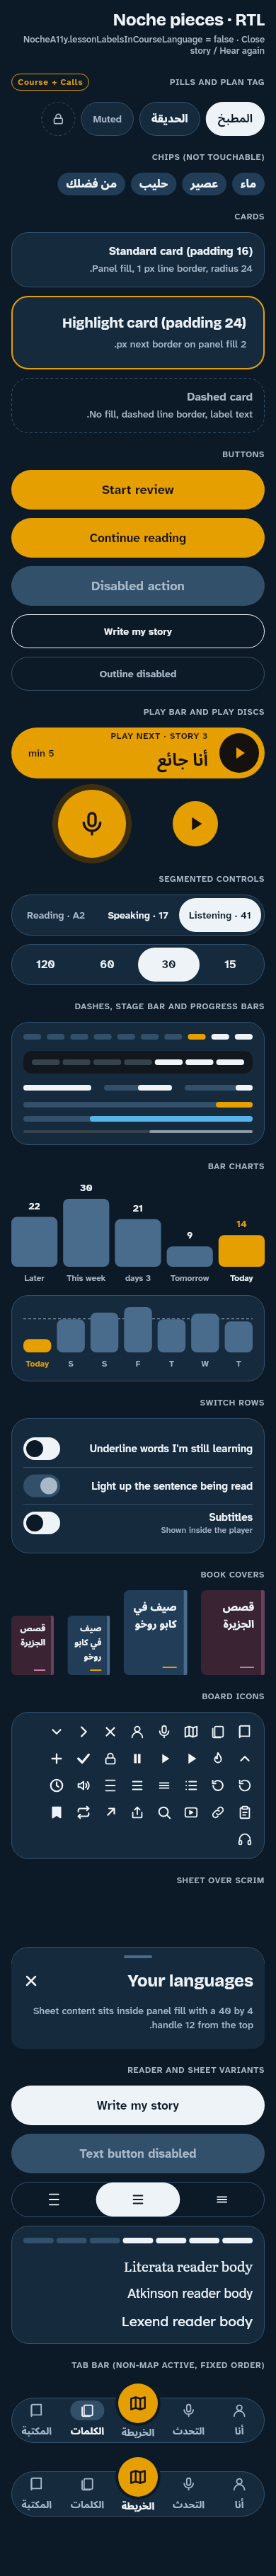 Noche pieces · RTL
NocheA11y.lessonLabelsInCourseLanguage = false · Close
story / Hear again
PILLS AND PLAN TAG
Course + Calls
المطبخ
الحديقة
Muted
CHIPS (NOT TOUCHABLE)
ماء
عصير
حليب
من فضلك
CARDS
Standard card (padding 16)
.Panel fill, 1 px line border, radius 24
Highlight card (padding 24)
.px next border on panel fill 2
Dashed card
.No fill, dashed line border, label text
BUTTONS
Start review
Continue reading
Disabled action
Write my story
Outline disabled
PLAY BAR AND PLAY DISCS
PLAY NEXT · STORY 3
أنا جائع
min 5
SEGMENTED CONTROLS
Listening · 41
Speaking · 17
Reading · A2
15
30
60
120
DASHES, STAGE BAR AND PROGRESS BARS
BAR CHARTS
14
9
21
30
22
Today
Tomorrow
days 3
This week
Later
T
W
T
F
S
S
Today
SWITCH ROWS
Underline words I'm still learning
Light up the sentence being read
Subtitles
Shown inside the player
BOOK COVERS
قصص
الجزيرة
صيف في
كابو روخو
صيف
في كابو
روخو
قصص
الجزيرة
BOARD ICONS
SHEET OVER SCRIM
Your languages
Sheet content sits inside panel fill with a 40 by 4
.handle 12 from the top
READER AND SHEET VARIANTS
Write my story
Text button disabled
Literata reader body
Atkinson reader body
Lexend reader body
TAB BAR (NON-MAP ACTIVE, FIXED ORDER)
أنا
التحدث
الخريطة
الكلمات
المكتبة
أنا
التحدث
الخريطة
الكلمات
المكتبة